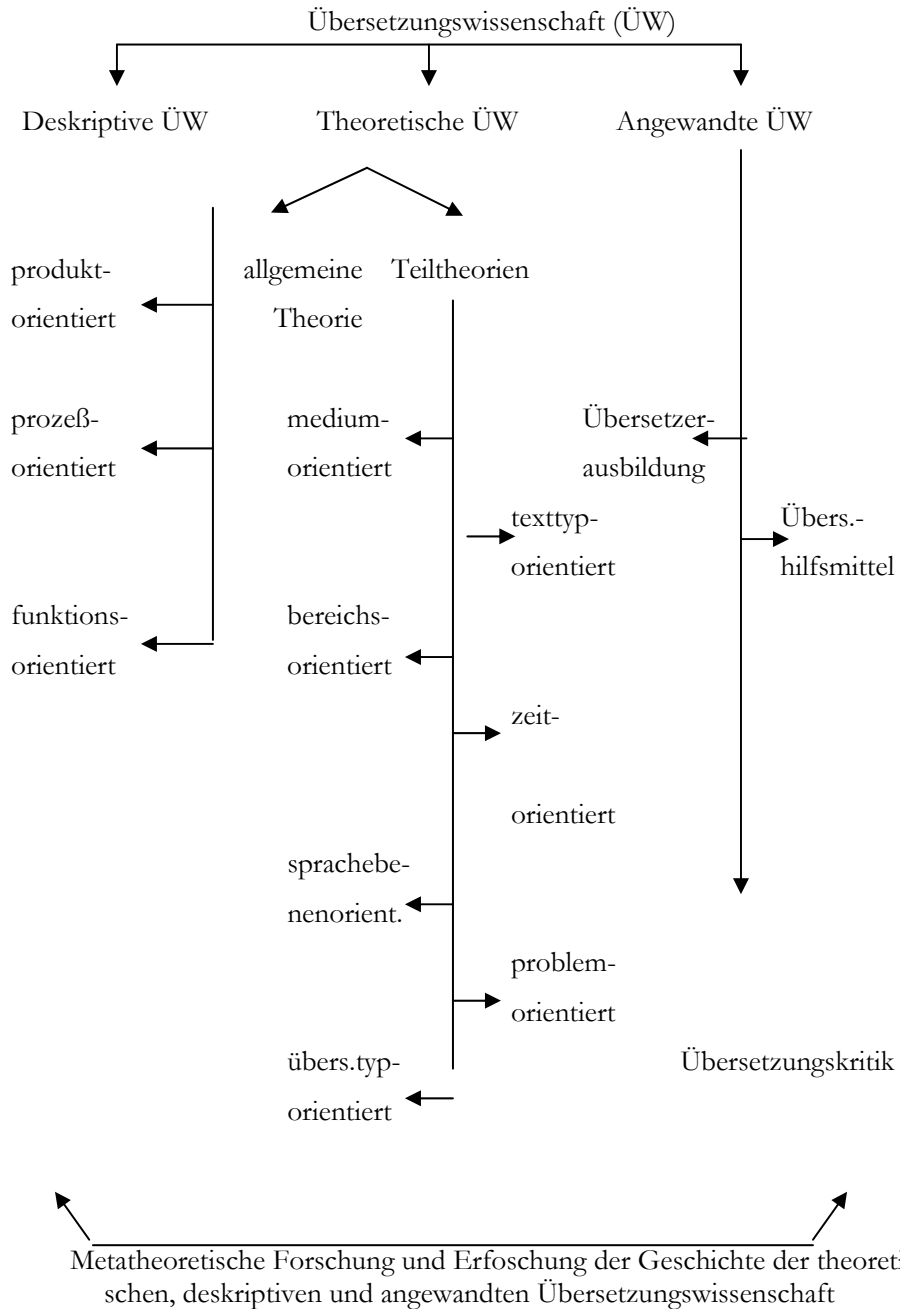 Übersetzungswissenschaft (ÜW)
Deskriptive ÜW
Theoretische ÜW
Angewandte ÜW
produkt-
orientiert
prozeß-
orientiert
funktions-
orientiert
allgemeine
Theorie
Teiltheorien
medium-
orientiert
texttyp-
orientiert
bereichs-
orientiert
zeit-
orientiert
sprachebe-
nenorient.
problem-
orientiert
übers.typ-
orientiert
Übersetzer-
ausbildung
Übers.-
hilfsmittel
Übersetzungskritik
Metatheoretische Forschung und Erfoschung der Geschichte der theoreti
schen, deskriptiven und angewandten Übersetzungswissenschaft